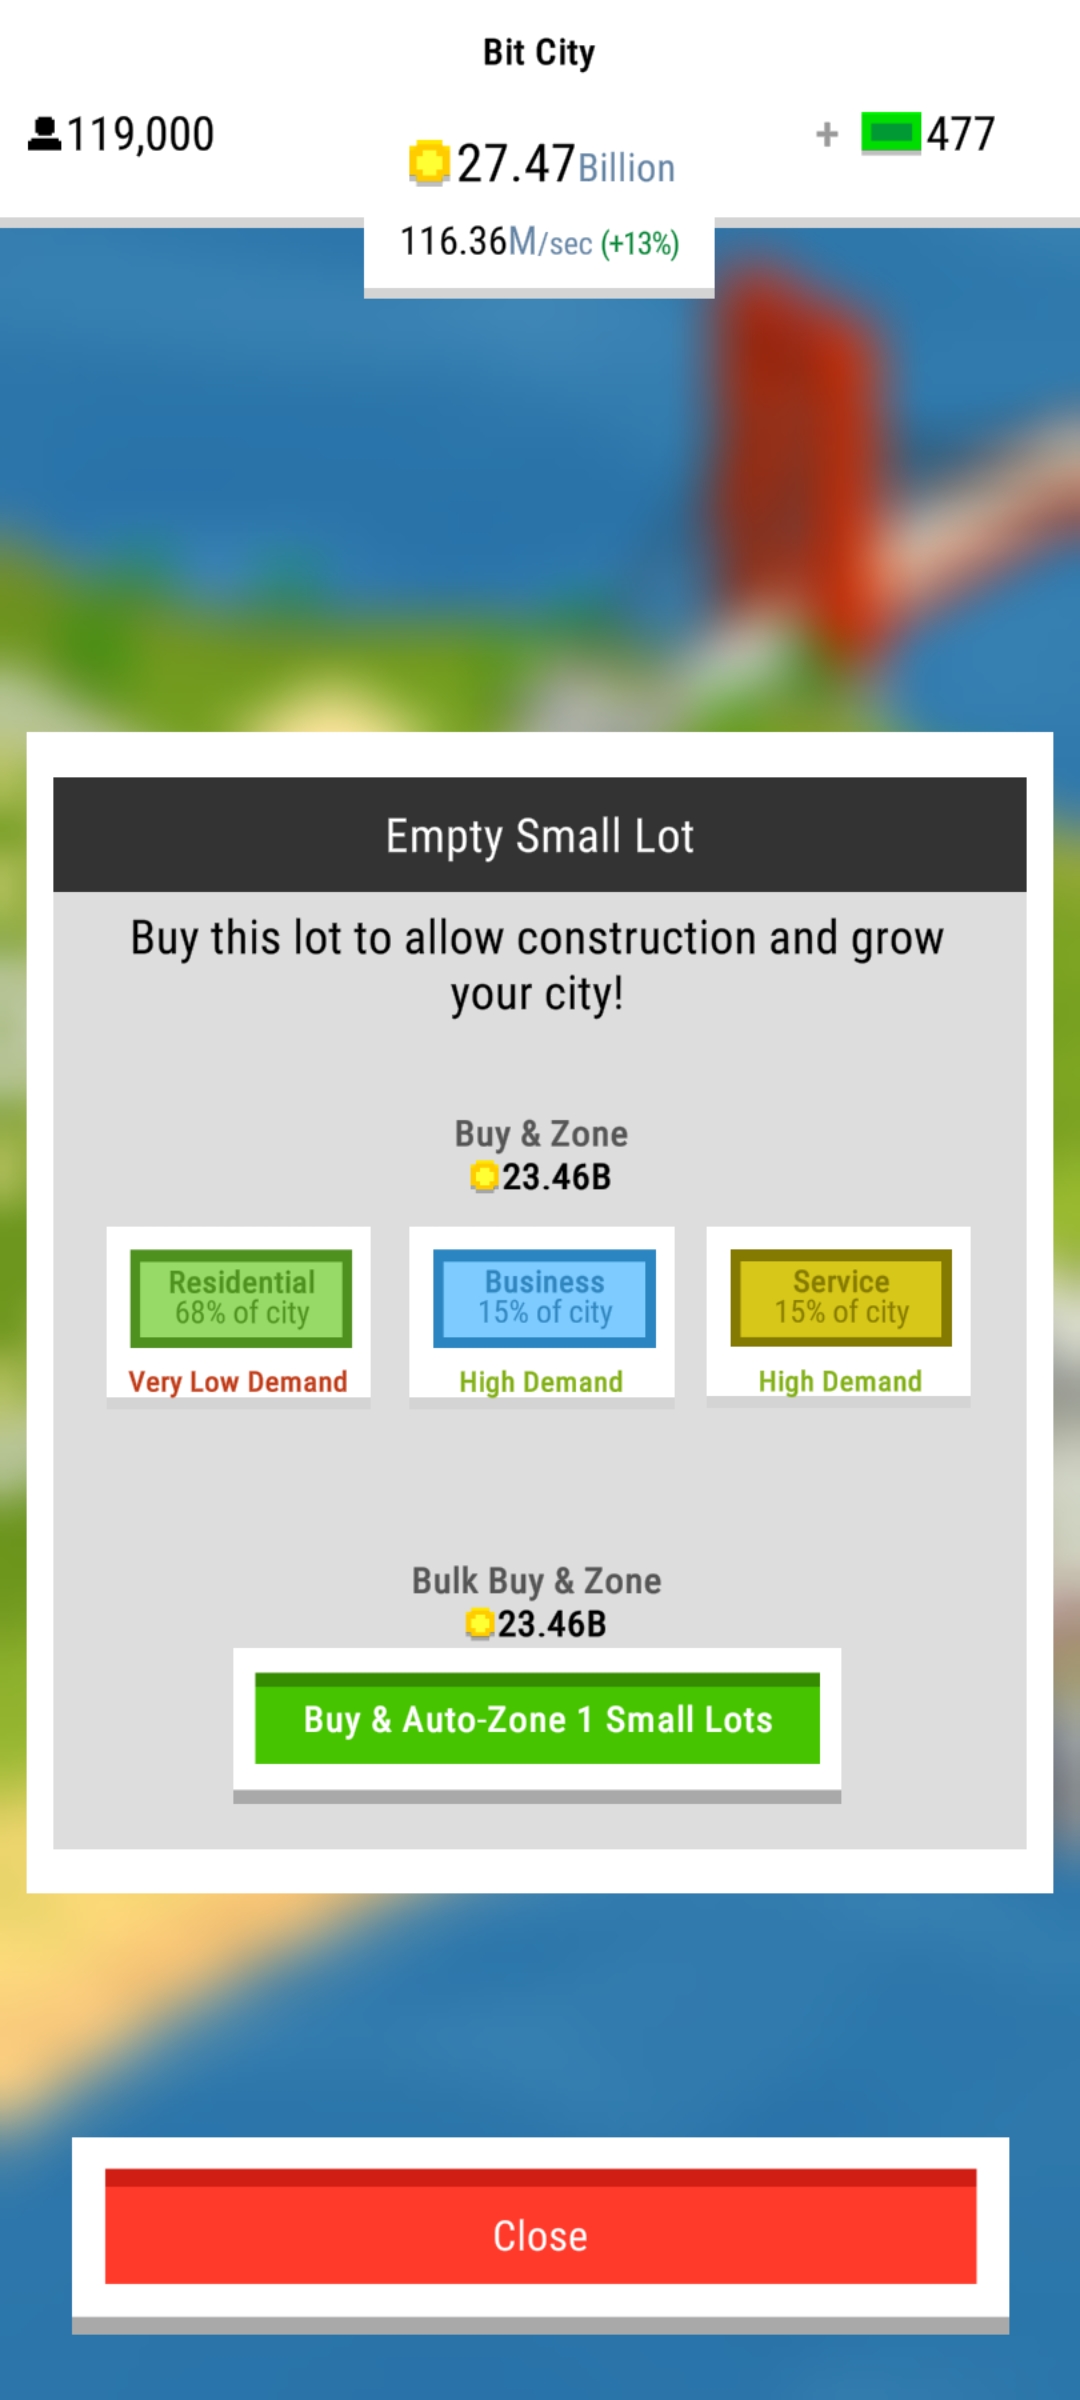 Bit City
119,000
27.47Billion
+ 477
116.36M/sec (+13%)
Empty Small Lot
Buy this lot to allow construction and grow
your city!
Buy & Zone
23.46B
Residential
68% of city
Very Low Demand
Business
15% of city
High Demand
Service
15% of city
High Demand
Bulk Buy & Zone
23.46B
Buy & Auto-Zone 1 Small Lots
Close